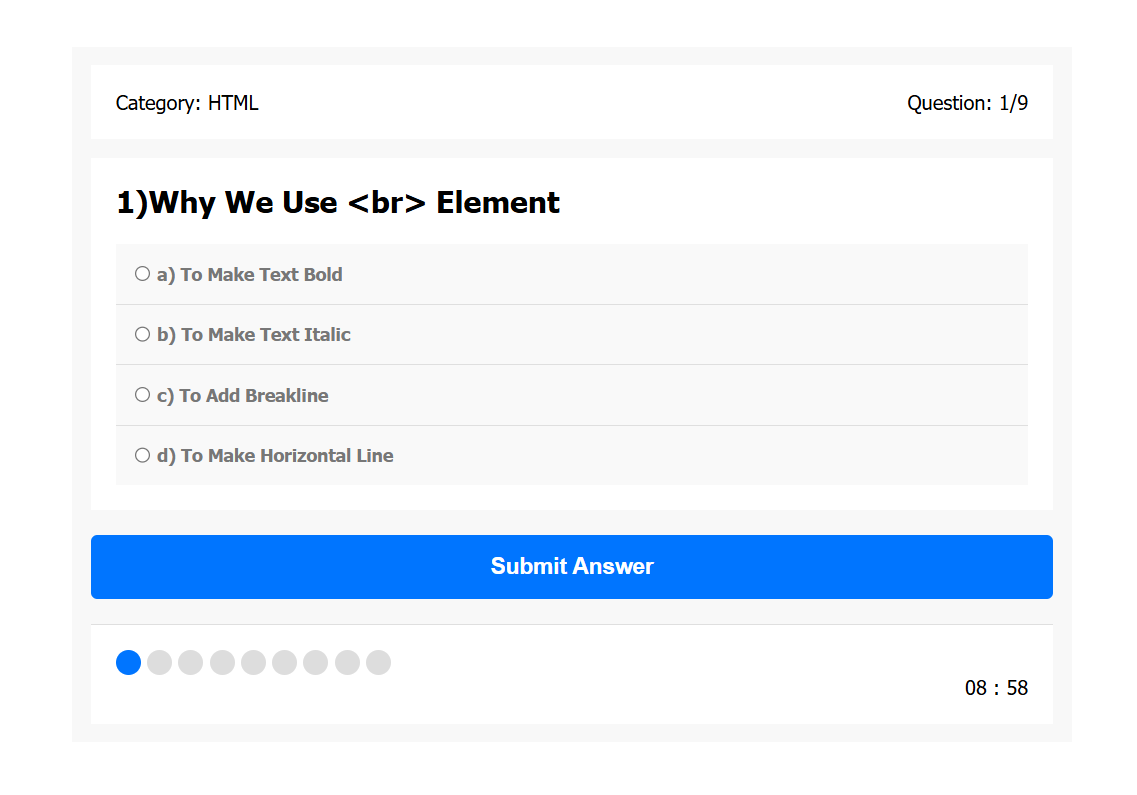 Category: HTML
Question: 1/9
1)Why We Use <br> Element
a) To Make Text Bold
b) To Make Text Italic
c) To Add Breakline
d) To Make Horizontal Line
Submit Answer
08 : 58